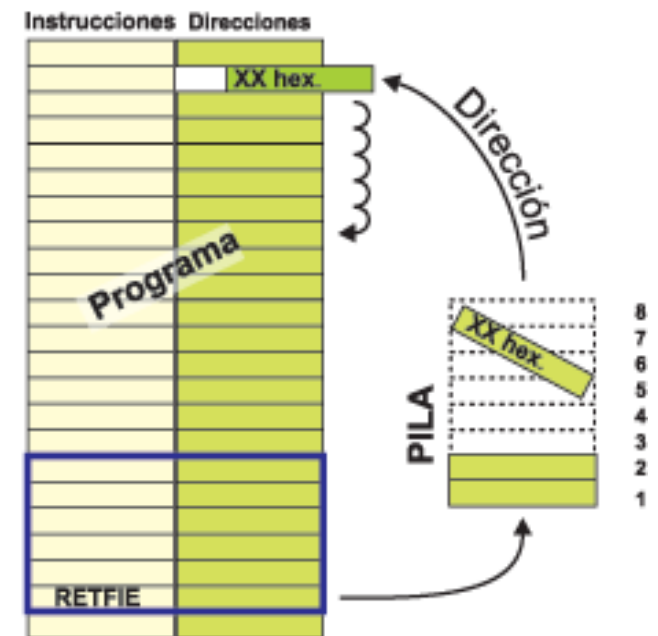 Instrucciones Direcciones
XX hex.
Dirección
Programa
XX hex.
PILA
8
7
6
5
4
3
2
1
RETFIE